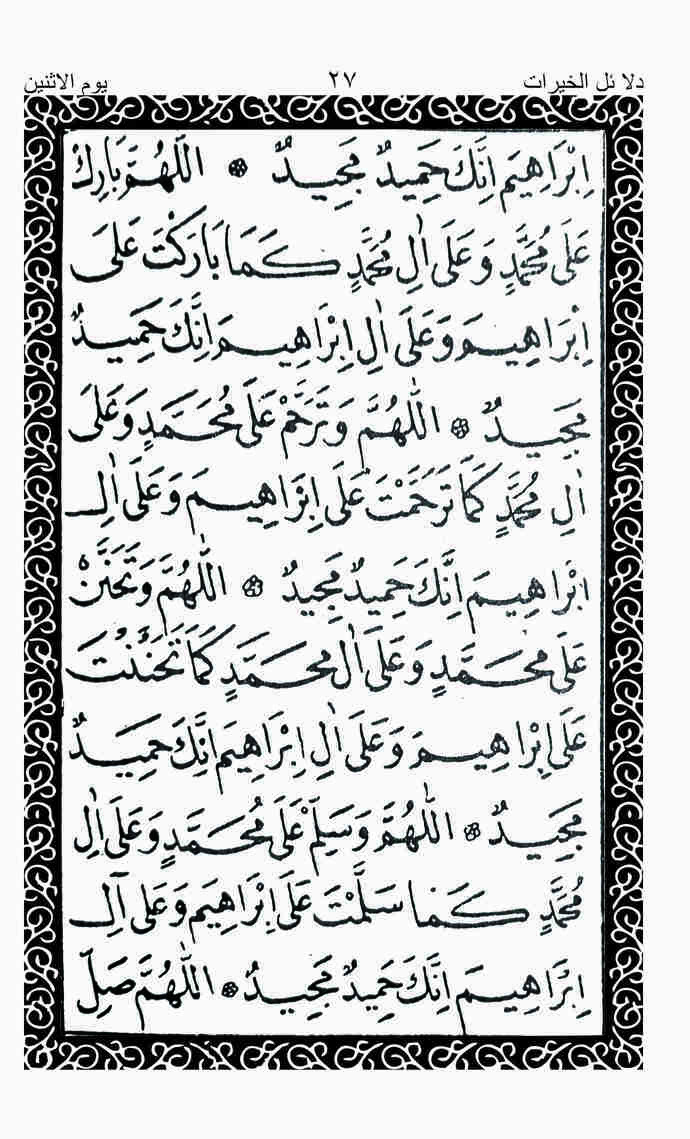 دلا ئل الخيرات ٢٧ يوم الاثنين
اِبْرَاهِيمَ اِنَّكَ حَمِيدٌ مَجِيدٌ ۞ اَللّٰهُمَّ بَارِكْ
عَلَى مُحَمَّدٍ وَعَلَى اٰلِ مُحَمَّدٍ كَمَا بَارَكْتَ عَلَى
اِبْرَاهِيمَ وَعَلَى اٰلِ اِبْرَاهِيمَ اِنَّكَ حَمِيدٌ
مَجِيدٌ ۞ اَللّٰهُمَّ وَتَرَحَّمْ عَلَى مُحَمَّدٍ وَعَلَى
اٰلِ مُحَمَّدٍ كَمَا تَرَحَّمْتَ عَلَى اِبْرَاهِيمَ وَعَلَى اٰلِ
اِبْرَاهِيمَ اِنَّكَ حَمِيدٌ مَجِيدٌ ۞ اَللّٰهُمَّ وَتَحَنَّنْ
عَلَى مُحَمَّدٍ وَعَلَى اٰلِ مُحَمَّدٍ كَمَا تَحَنَّنْتَ
عَلَى اِبْرَاهِيمَ وَعَلَى اٰلِ اِبْرَاهِيمَ اِنَّكَ حَمِيدٌ
مَجِيدٌ ۞ اَللّٰهُمَّ وَسَلِّمْ عَلَى مُحَمَّدٍ وَعَلَى اٰلِ
مُحَمَّدٍ كَمَا سَلَّمْتَ عَلَى اِبْرَاهِيمَ وَعَلَى آلِ
اِبْرَاهِيمَ اِنَّكَ حَمِيدٌ مَجِيدٌ ۞ اَللّٰهُمَّ صَلِّ